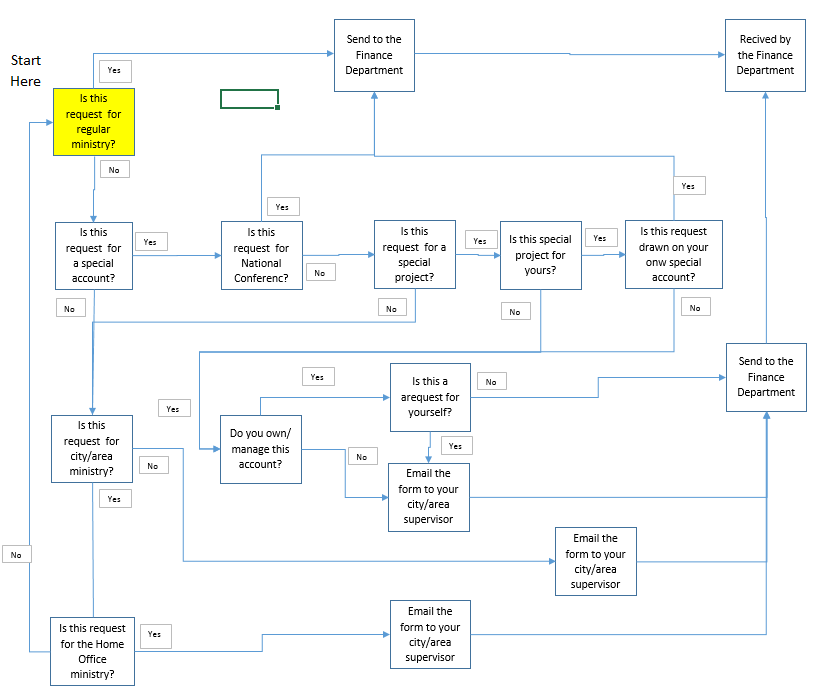 Start
Here
Yes
Send to the
Finance
Department
Recived by
the Finance
Department
Is this
request for
regular
ministry?
No
Yes
Yes
Is this
request for
a special
account?
Yes
Is this
request for
National
Conferenc?
No
Is this
request for a
special
project?
Yes
Is this special
project for
yours?
Yes
Is this request
drawn on your
onw special
account?
No
No
No
No
Send to the
Finance
Department
Yes
Is this a
arequest for
yourself?
No
Yes
Is this
request for
city/area
ministry?
No
Do you own/
manage this
account?
No
Yes
Email the
form to your
city/area
supervisor
Yes
Email the
form to your
city/area
supervisor
No
Is this request
for the Home
Office
ministry?
Yes
Email the
form to your
city/area
supervisor